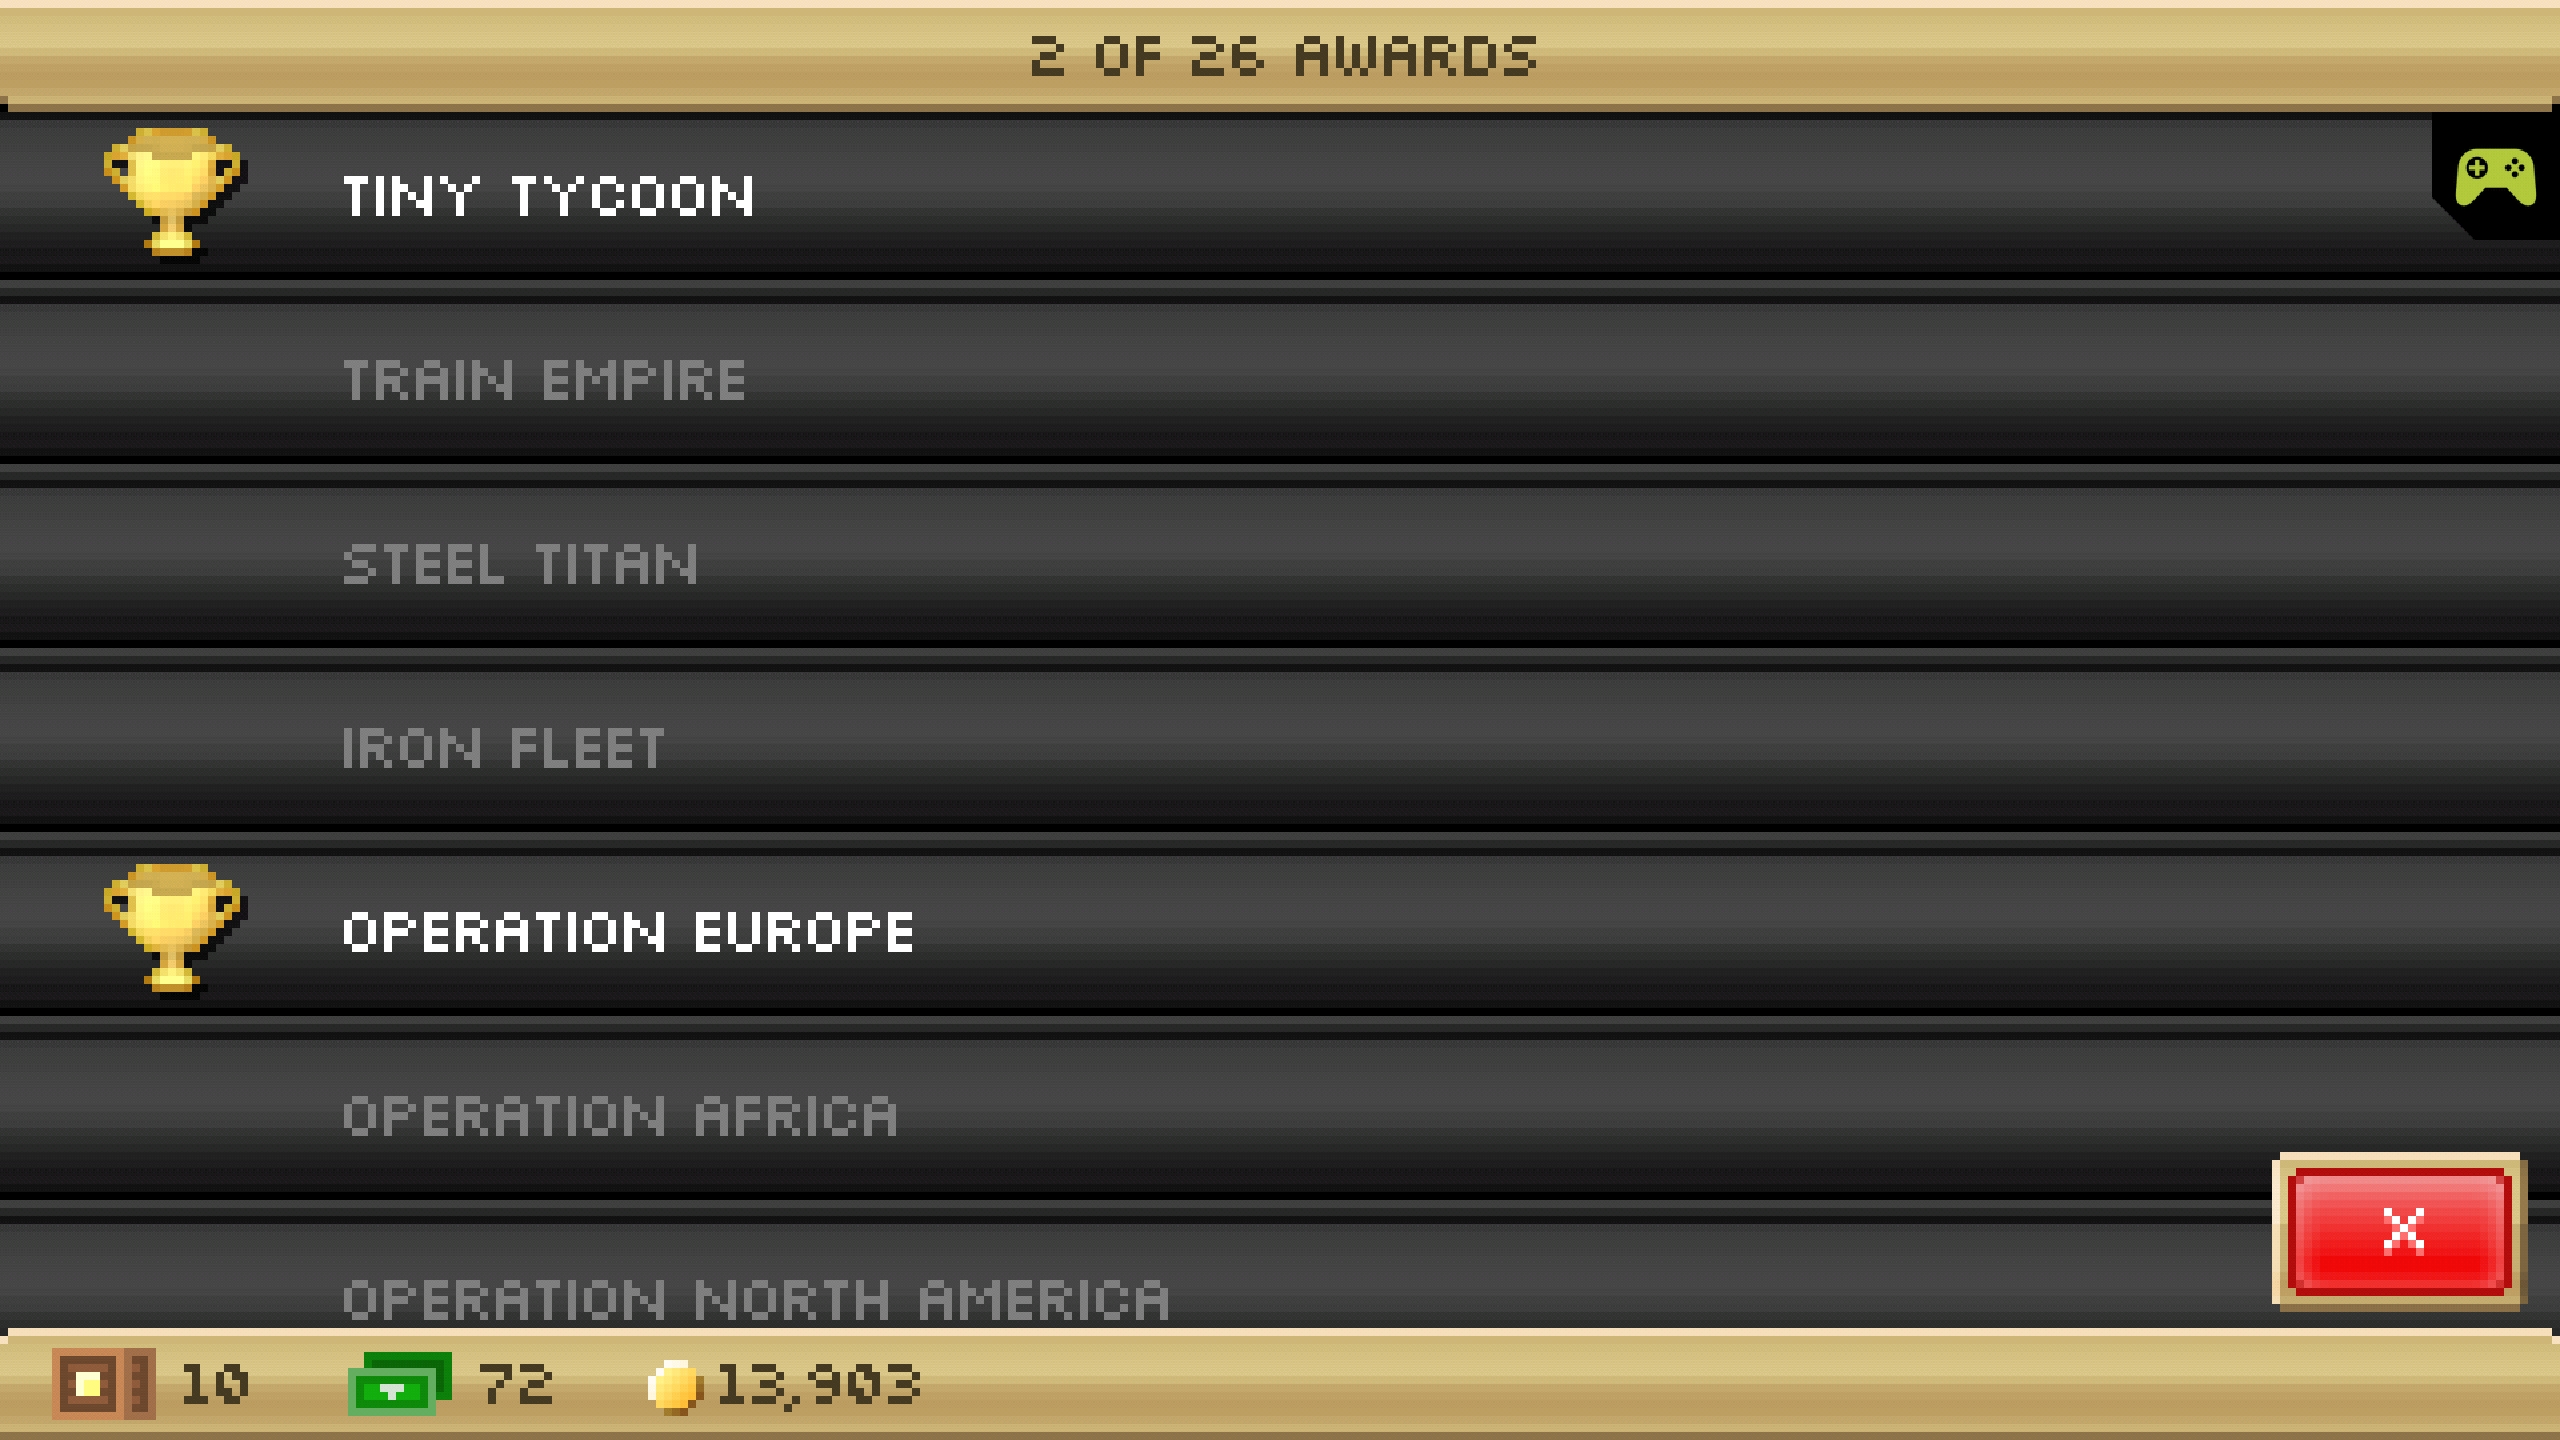 2 OF 26 AWARDS
TINY TYCOON
TRAIN EMPIRE
STEEL TITAN
IRON FLEET
OPERATION EUROPE
OPERATION AFRICA
OPERATION NORTH AMERICA
X
10 72 13,903